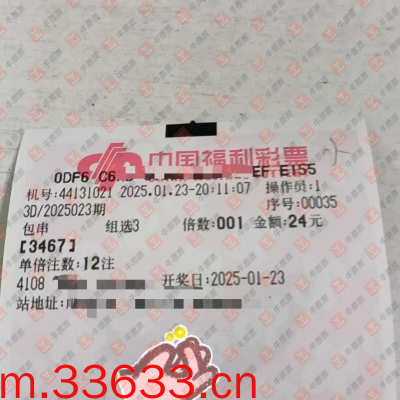 中国福利彩票
ODF6 C6 EF E155
机号:44131021 2025.01.23-20:11:07 操作员:1
3D/2025023期 序号:00035
包串 组选3 倍数:001 金额:24元
[3467]
单倍注数:12注
4108 开奖日:2025-01-23
站地址:
m.33633.cn